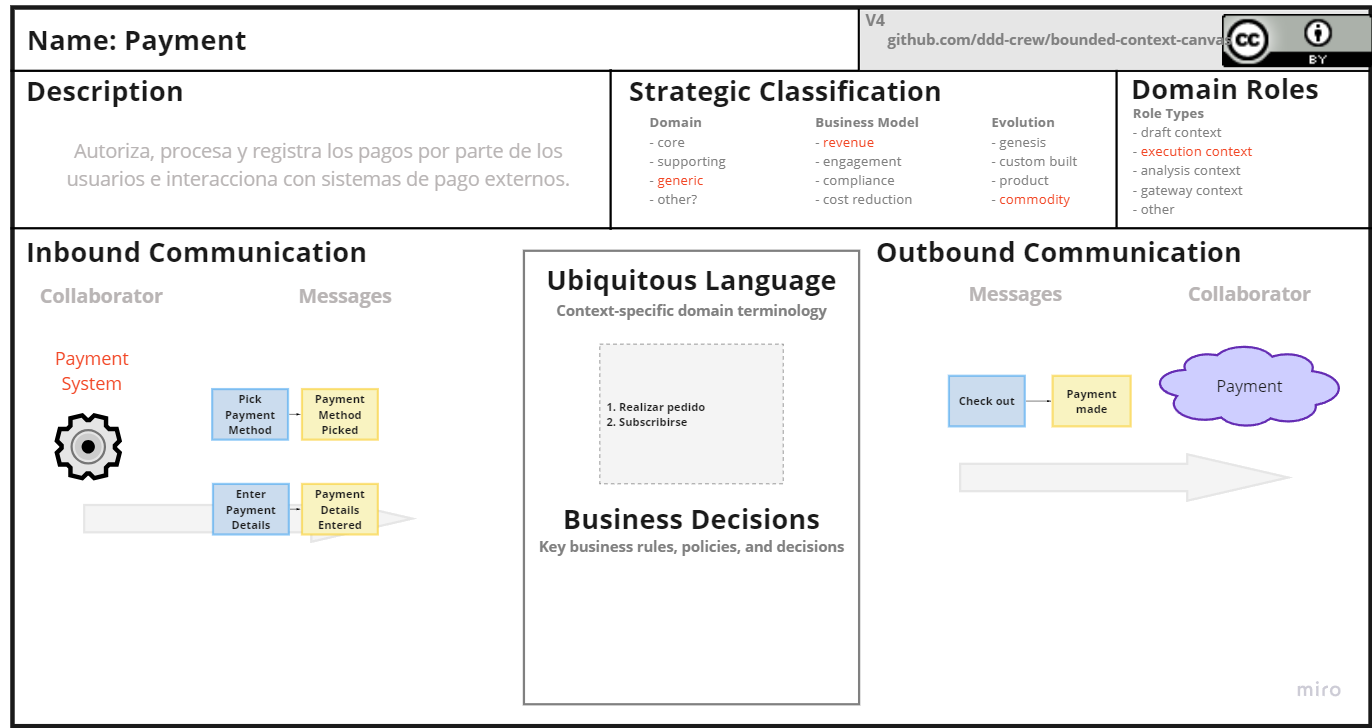 Name: Payment
V4
github.com/ddd-crew/bounded-context-canvas
cc
BY
Description
Autoriza, procesa y registra los pagos por parte de los
usuarios e interacciona con sistemas de pago externos.
Strategic Classification
Domain
- core
- supporting
- generic
- other?
Business Model
- revenue
- engagement
- compliance
- cost reduction
Evolution
- genesis
- custom built
- product
- commodity
Domain Roles
Role Types
- draft context
- execution context
- analysis context
- gateway context
- other
Inbound Communication
Collaborator
Messages
Payment
System
Pick
Payment
Method
Payment
Method
Picked
Enter
Payment
Details
Payment
Details
Entered
Ubiquitous Language
Context-specific domain terminology
1. Realizar pedido
2. Subscribirse
Business Decisions
Key business rules, policies, and decisions
Outbound Communication
Messages
Collaborator
Check out
Payment
made
Payment
miro